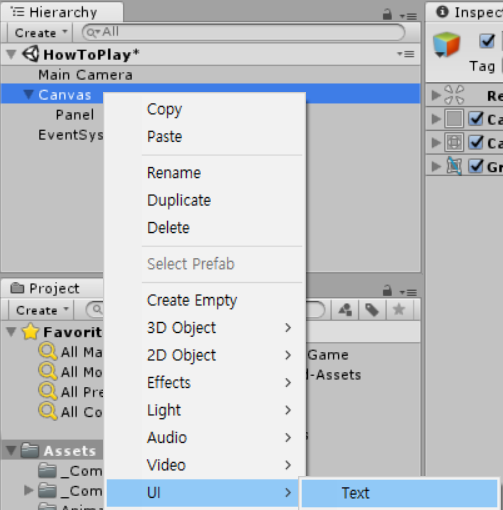 Hierarchy
Create
All
HowToPlay*
Main Camera
Canvas
Panel
EventSys
Copy
Paste
Rename
Duplicate
Delete
Select Prefab
Create Empty
3D Object
2D Object
Effects
Light
Audio
Video
UI
Text
Project
Create
Favorit
All Ma
All Mo
All Pre
All Co
Game
d-Assets
Assets
_Com
_Com
Inspec
Tag
Re
Ca
Ca
Gr